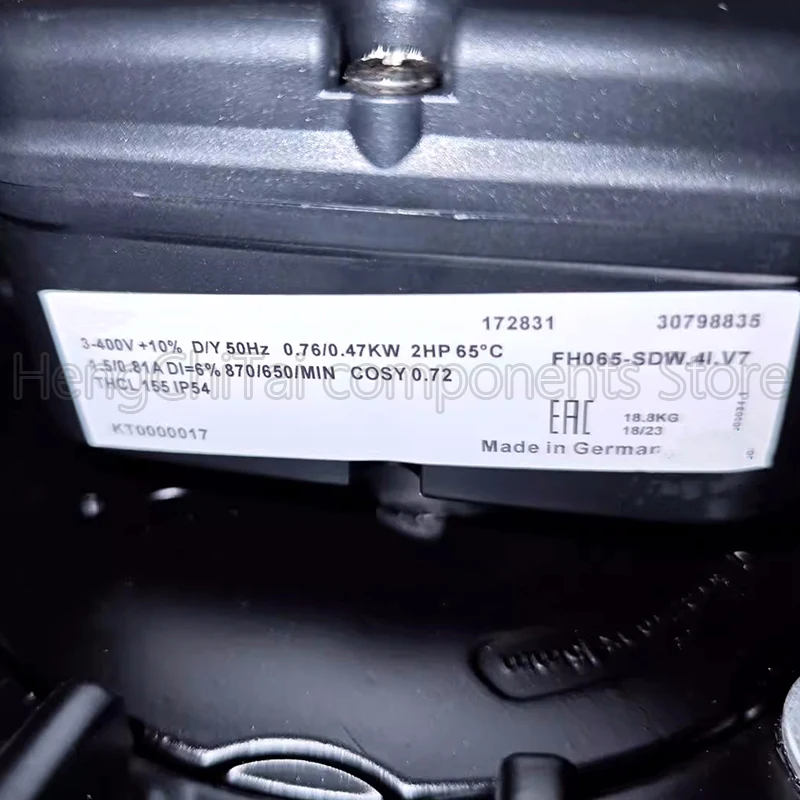 172831 30798835
3-400V +10% D/Y 50Hz 0.76/0.47KW 2HP 65°C
FH065-SDW.4I.V7
1.5/0.81A DI=6% 870/650/MIN COSY 0.72
THCL 155 IP54
EAC
18.8KG
18/23
KT0000017
Made in German
HengChiTai Components Store